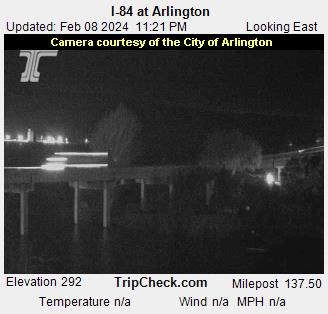 I-84 at Arlington
Updated: Feb 08 2024 11:21 PM Looking East
Camera courtesy of the City of Arlington
Elevation 292 TripCheck.com Milepost 137.50
Temperature n/a Wind n/a MPH n/a